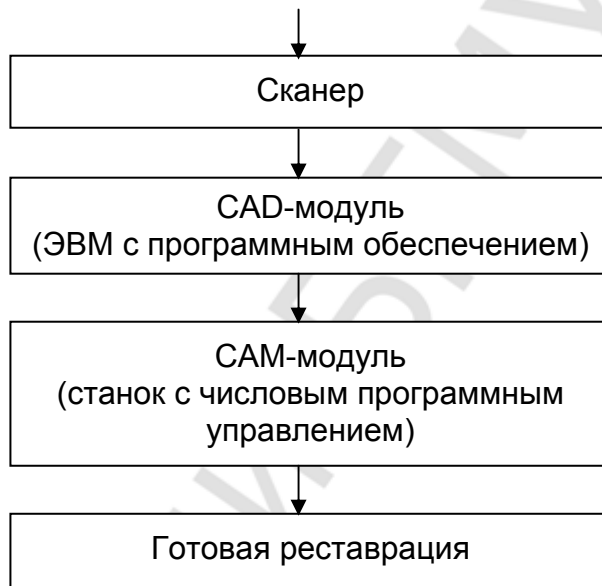 Сканер
CAD-модуль
(ЭВМ с программным обеспечением)
CAM-модуль
(станок с числовым программным
управлением)
Готовая реставрация